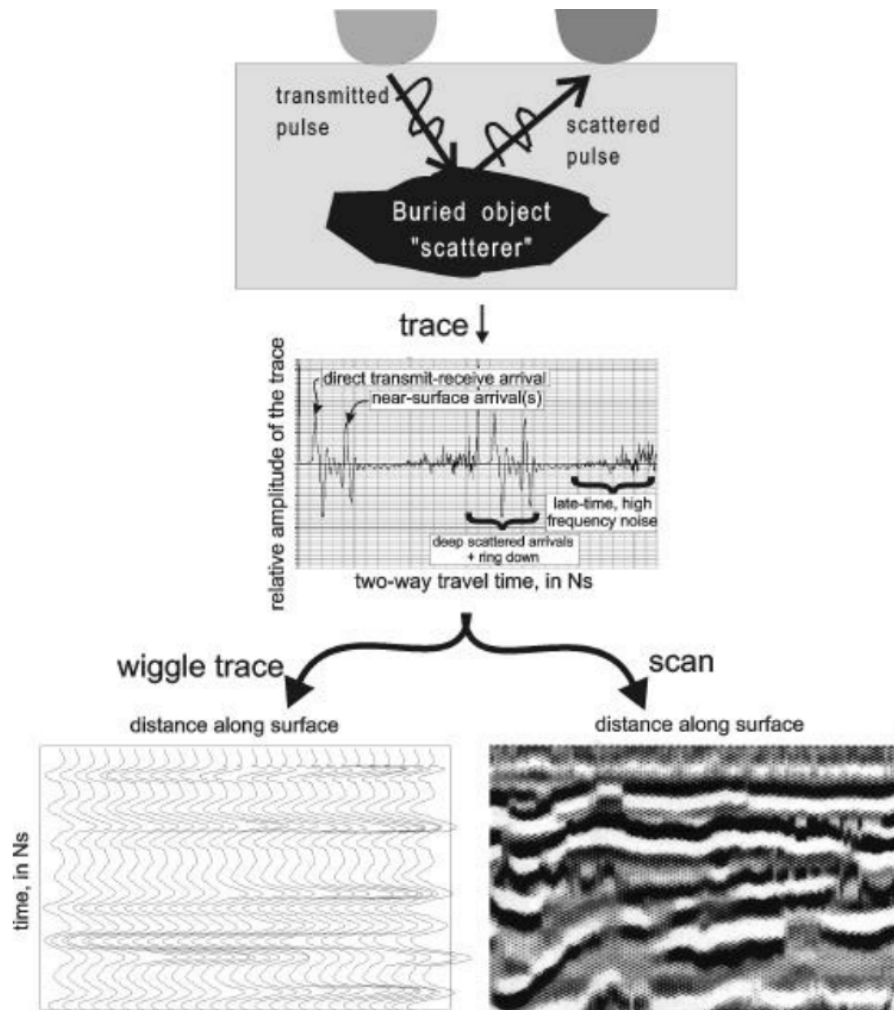 transmitted
pulse
scattered
pulse
Buried object
"scatterer"
trace
relative amplitude of the trace
direct transmit-receive arrival
near-surface arrival(s)
late-time, high
frequency noise
deep scattered arrivals
+ ring down
two-way travel time, in Ns
wiggle trace
scan
distance along surface
distance along surface
time, in Ns